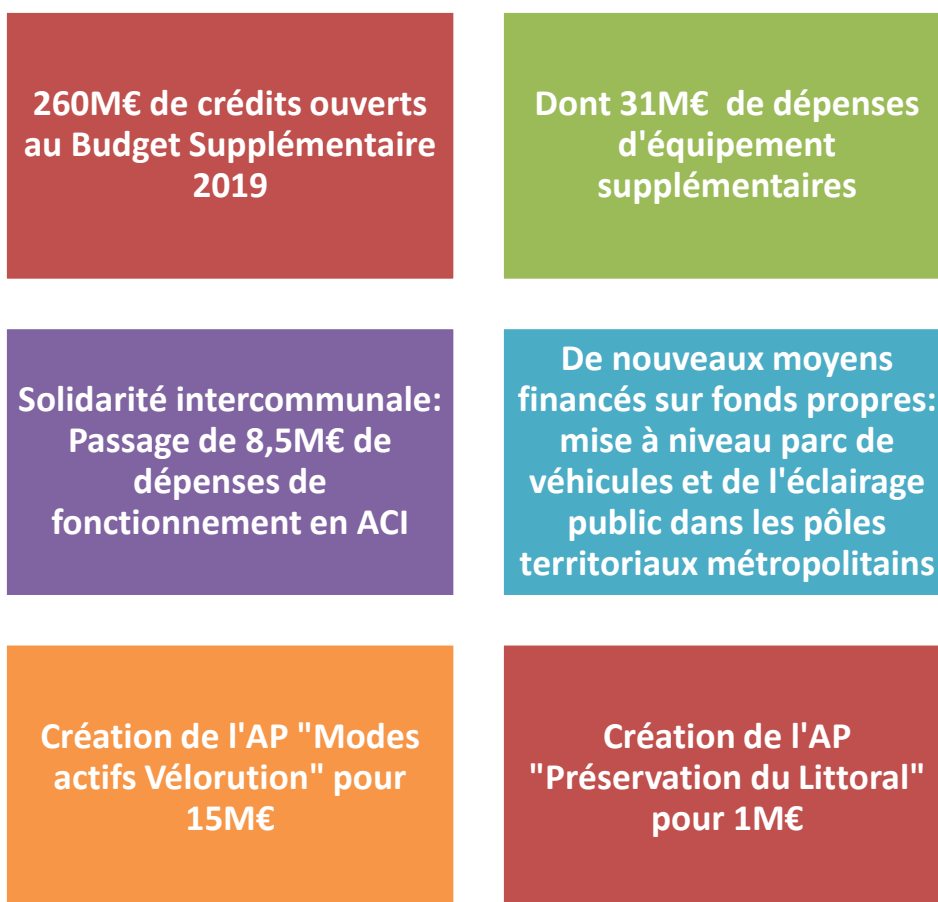 260M€ de crédits ouverts
au Budget Supplémentaire
2019
Dont 31M€ de dépenses
d'équipement
supplémentaires
Solidarité intercommunale:
Passage de 8,5M€ de
dépenses de
fonctionnement en ACI
De nouveaux moyens
financés sur fonds propres:
mise à niveau parc de
véhicules et de l'éclairage
public dans les pôles
territoriaux métropolitains
Création de l'AP "Modes
actifs Vélorution" pour
15M€
Création de l'AP
"Préservation du Littoral"
pour 1M€